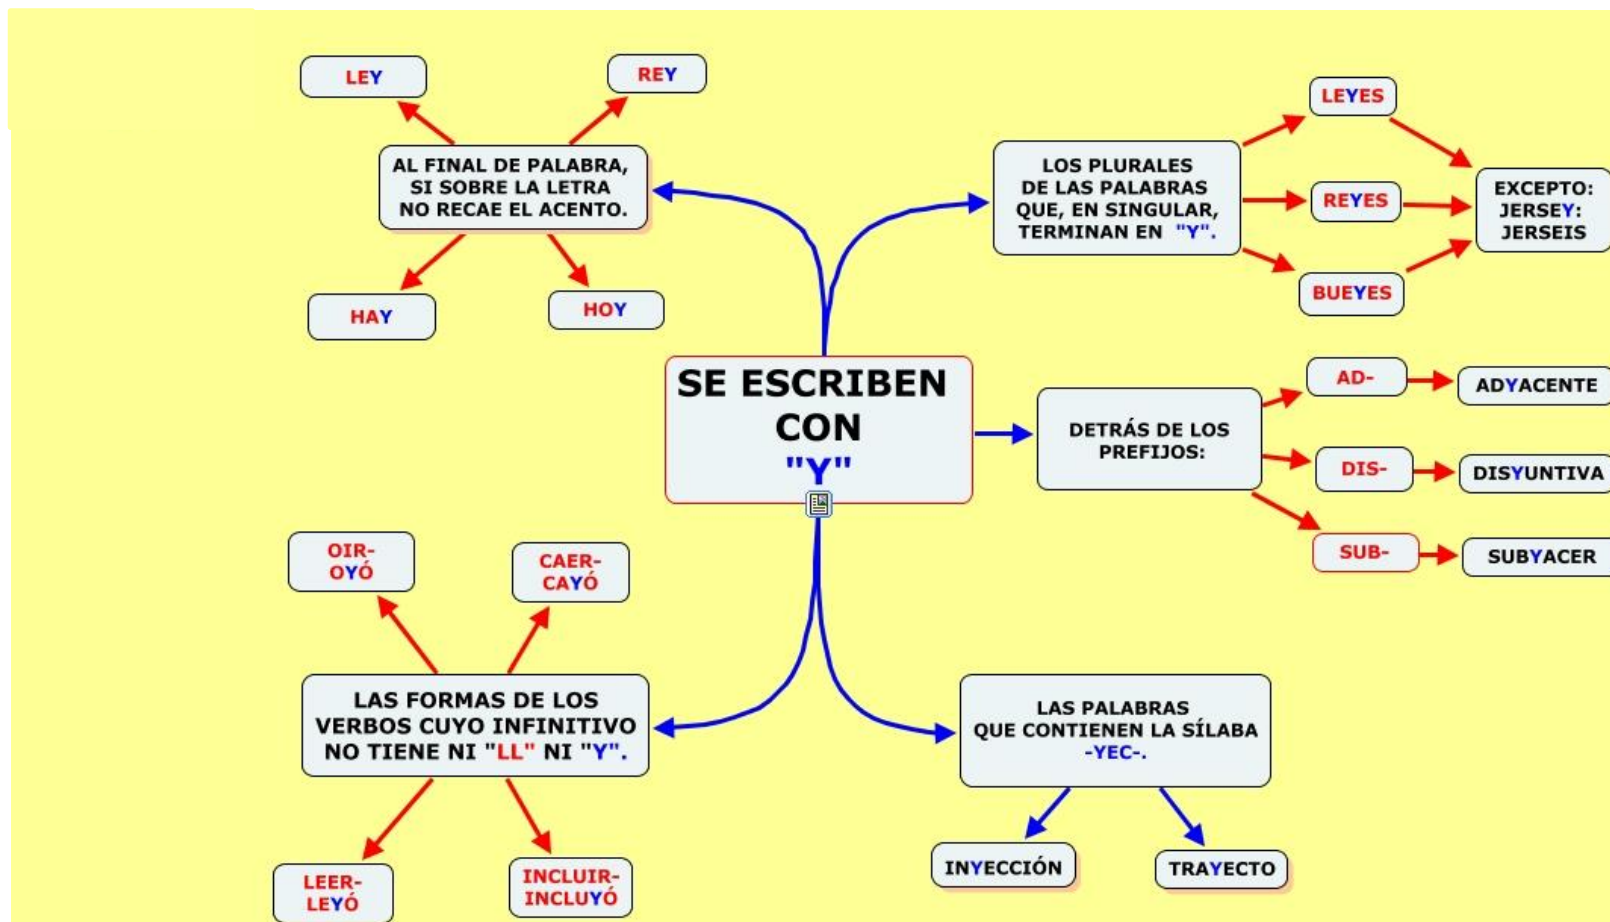 LEY
REY
AL FINAL DE PALABRA,
SI SOBRE LA LETRA
NO RECAE EL ACENTO.
HAY
HOY
LOS PLURALES
DE LAS PALABRAS
QUE, EN SINGULAR,
TERMINAN EN "Y".
LEYES
REYES
BUEYES
EXCEPTO:
JERSEY:
JERSEIS
SE ESCRIBEN
CON
"Y"
DETRÁS DE LOS
PREFIJOS:
AD-
ADYACENTE
DIS-
DISYUNTIVA
SUB-
SUBYACER
OIR-
OYÓ
CAER-
CAYÓ
LAS FORMAS DE LOS
VERBOS CUYO INFINITIVO
NO TIENE NI "LL" NI "Y".
LEER-
LEYÓ
INCLUIR-
INCLUYÓ
LAS PALABRAS
QUE CONTIENEN LA SÍLABA
-YEC-.
INYECCIÓN
TRAYECTO